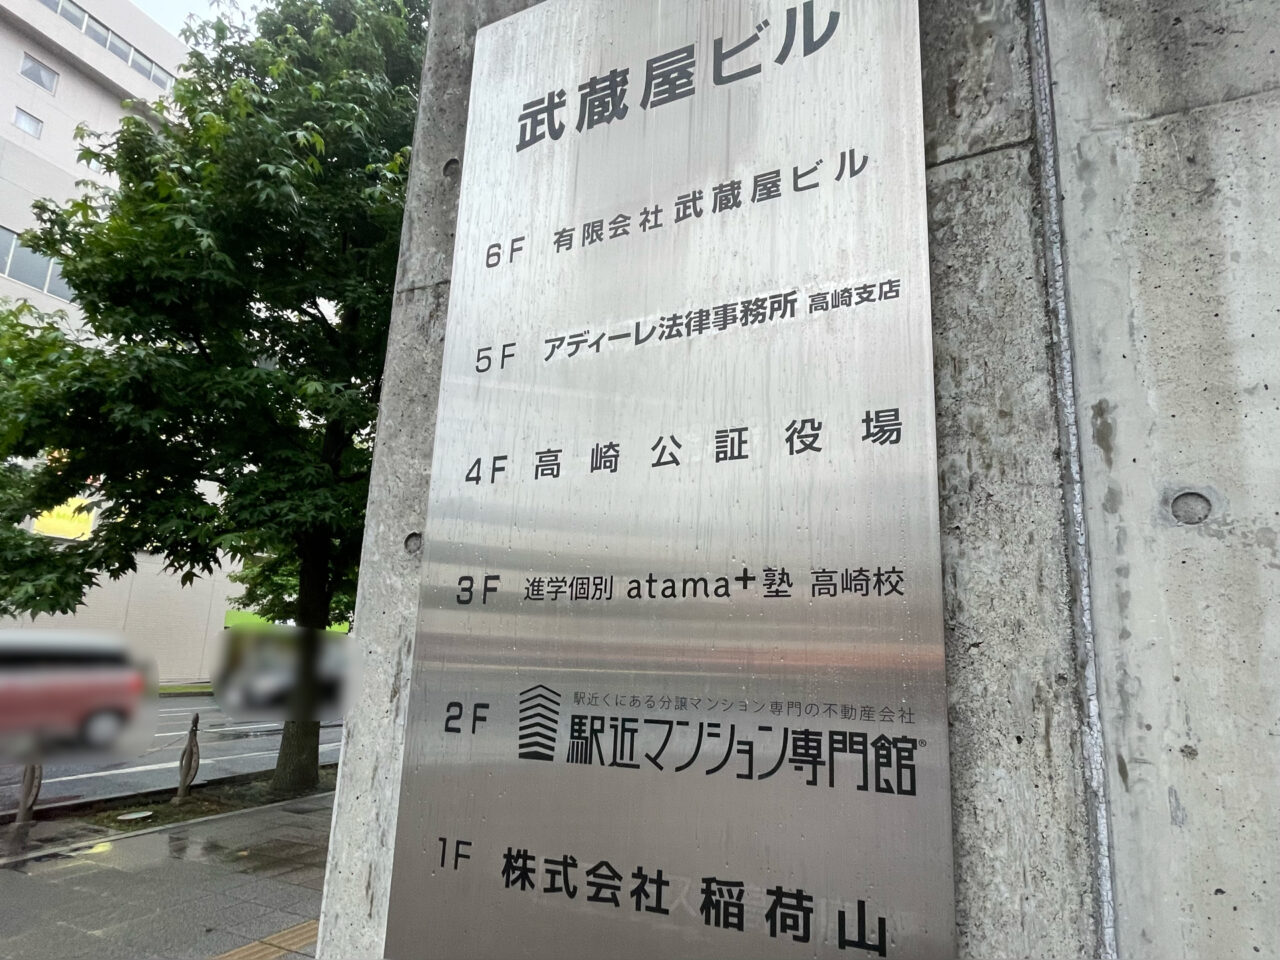 武蔵屋ビル
6F 有限会社 武蔵屋ビル
5F アディーレ法律事務所 高崎支店
4F 高崎公証役場
3F 進学個別 atama+ 塾 高崎校
2F 駅近くにある分譲マンション専門の不動産会社
駅近マンション専門館®
1F 株式会社 稲荷山